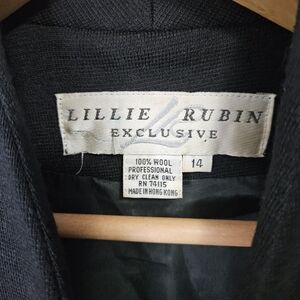 LILLIE RUBIN
EXCLUSIVE
100% WOOL
PROFESSIONAL
DRY CLEAN ONLY
RN 74115
MADE IN HONG KONG
14